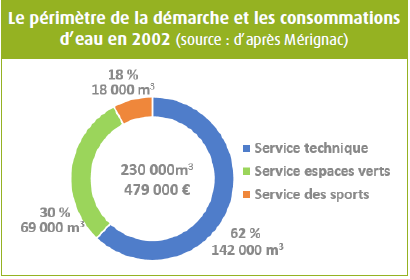 Le périmètre de la démarche et les consommations
d'eau en 2002 (source : d'après Mérignac)
18 %
18 000 m³
230 000m³
479 000 €
Service technique
Service espaces verts
Service des sports
30 %
69 000 m³
62 %
142 000 m³